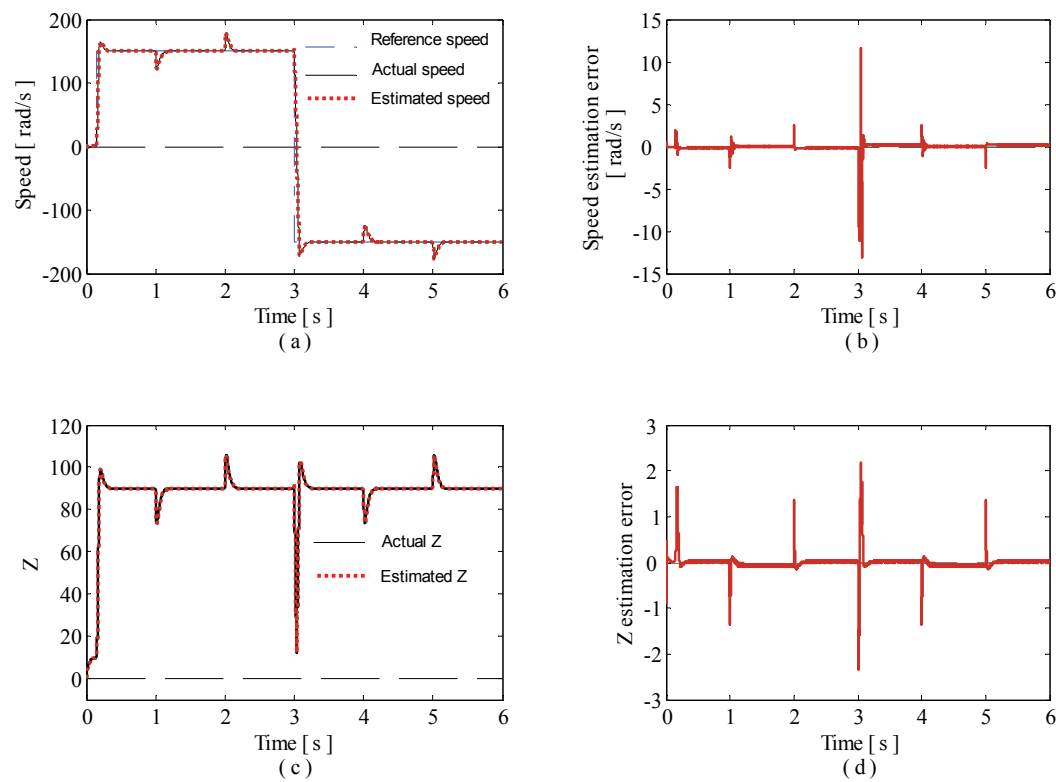 200
100
0
-100
-200
Speed [ rad/s ]
Reference speed
Actual speed
Estimated speed
0 1 2 3 4 5 6
Time [ s ]
( a )
15
10
5
0
-5
-10
-15
Speed estimation error
[ rad/s ]
0 1 2 3 4 5 6
Time [ s ]
( b )
120
100
80
60
40
20
0
Z
Actual Z
Estimated Z
0 1 2 3 4 5 6
Time [ s ]
( c )
3
2
1
0
-1
-2
-3
Z estimation error
0 1 2 3 4 5 6
Time [ s ]
( d )